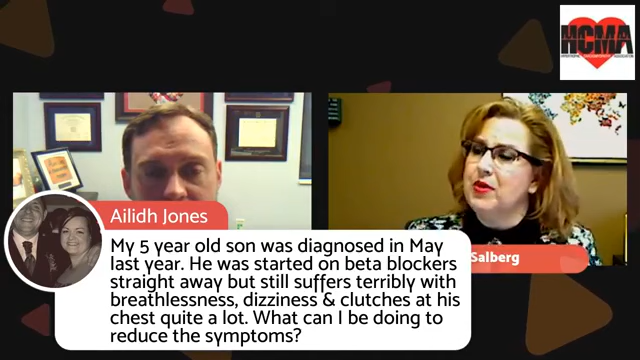 HCMA
Ailidh Jones
My 5 year old son was diagnosed in May
last year. He was started on beta blockers
straight away but still suffers terribly with
breathlessness, dizziness & clutches at his
chest quite a lot. What can I be doing to
reduce the symptoms?
Salberg